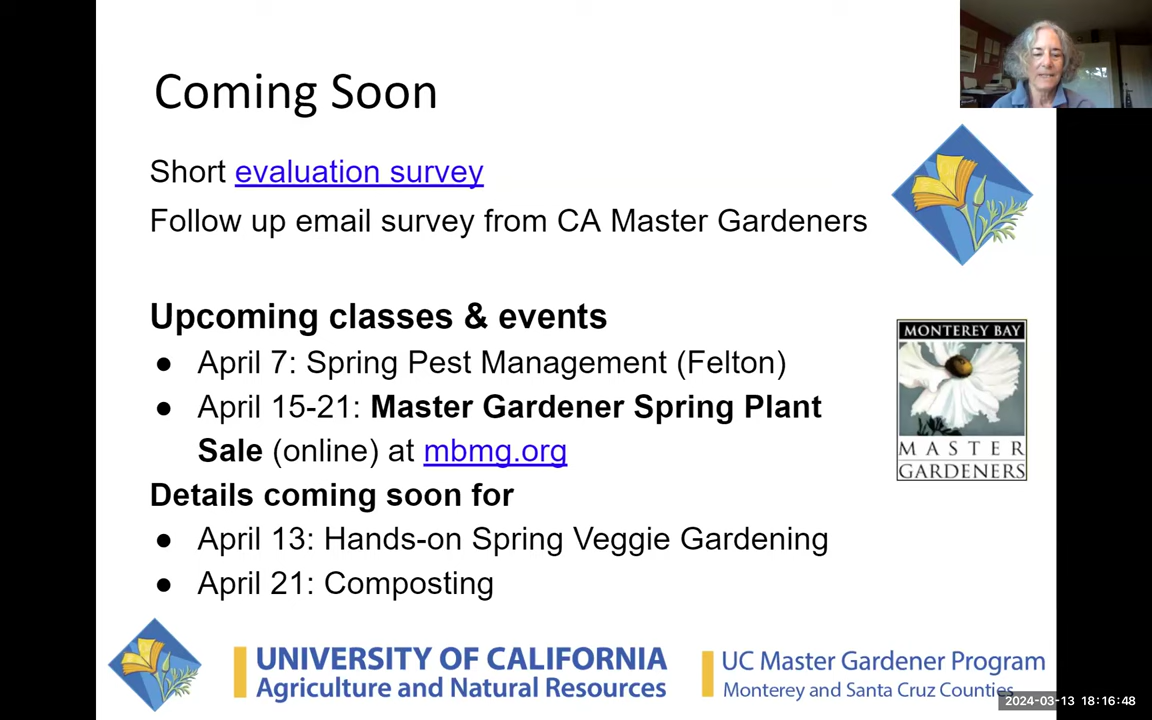 Coming Soon
Short evaluation survey
Follow up email survey from CA Master Gardeners
Upcoming classes & events
● April 7: Spring Pest Management (Felton)
● April 15-21: Master Gardener Spring Plant
Sale (online) at mbmg.org
Details coming soon for
● April 13: Hands-on Spring Veggie Gardening
● April 21: Composting
MONTEREY BAY
MASTER
GARDENERS
UNIVERSITY OF CALIFORNIA
Agriculture and Natural Resources
UC Master Gardener Program
Monterey and Santa Cruz Counties
2024-03-13 18:16:48